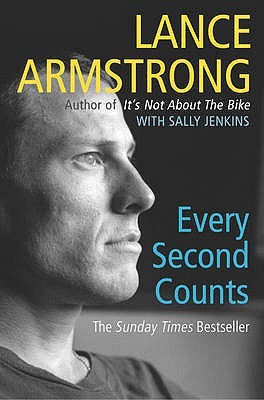 LANCE
ARMSTRONG
Author of It's Not About The Bike
WITH SALLY JENKINS
Every
Second
Counts
The Sunday Times Bestseller